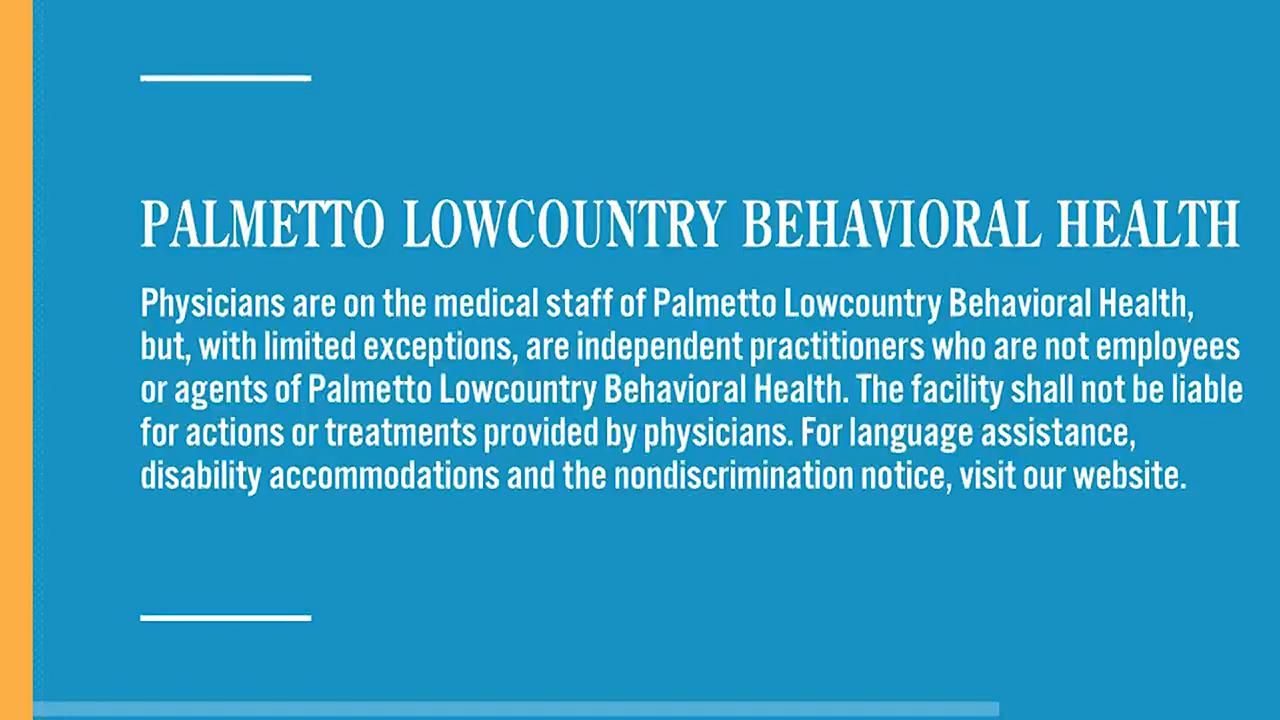 PALMETTO LOWCOUNTRY BEHAVIORAL HEALTH
Physicians are on the medical staff of Palmetto Lowcountry Behavioral Health,
but, with limited exceptions, are independent practitioners who are not employees
or agents of Palmetto Lowcountry Behavioral Health. The facility shall not be liable
for actions or treatments provided by physicians. For language assistance,
disability accommodations and the nondiscrimination notice, visit our website.